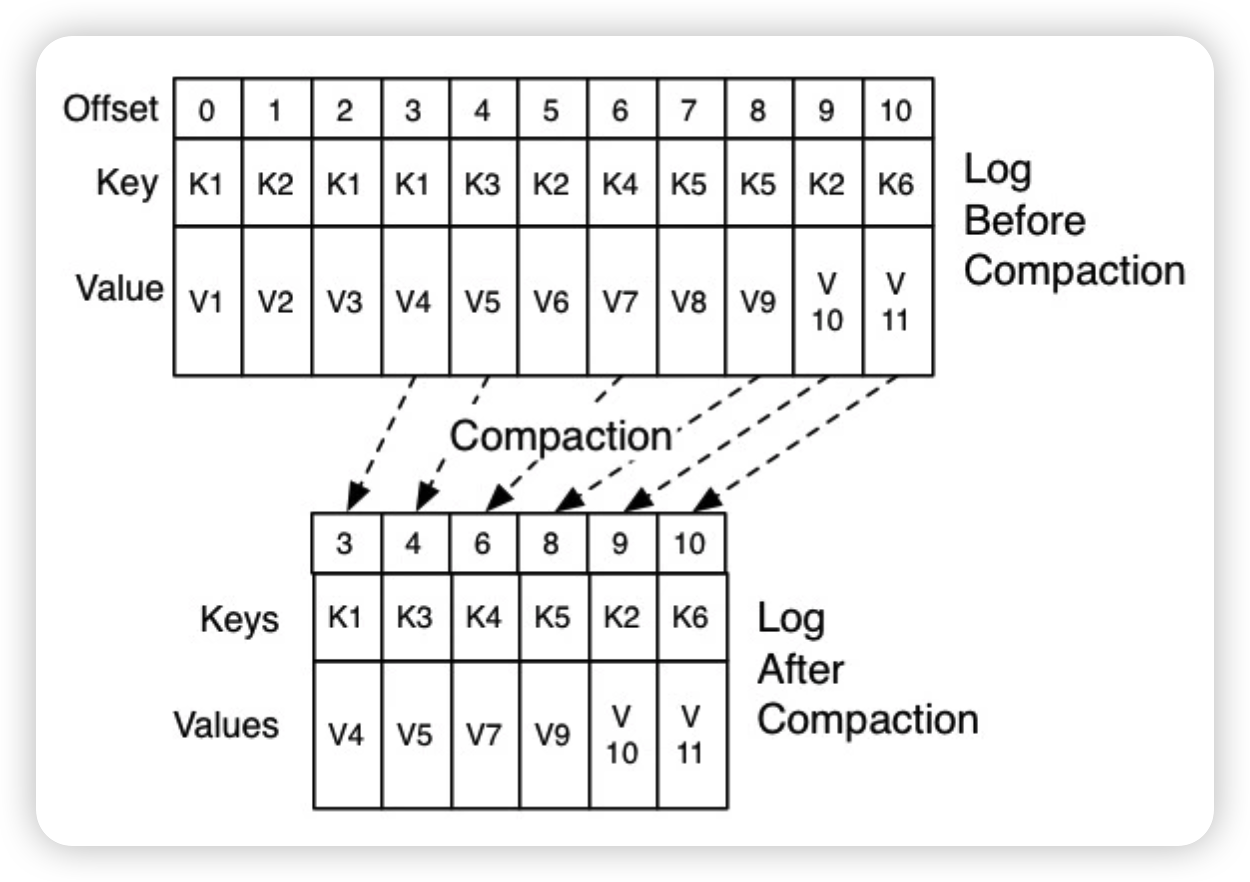 Offset 0 1 2 3 4 5 6 7 8 9 10
Key K1 K2 K1 K1 K3 K2 K4 K5 K5 K2 K6
Value V1 V2 V3 V4 V5 V6 V7 V8 V9 V 10 V 11
Log
Before
Compaction
Compaction
3 4 6 8 9 10
Keys K1 K3 K4 K5 K2 K6
Values V4 V5 V7 V9 V 10 V 11
Log
After
Compaction